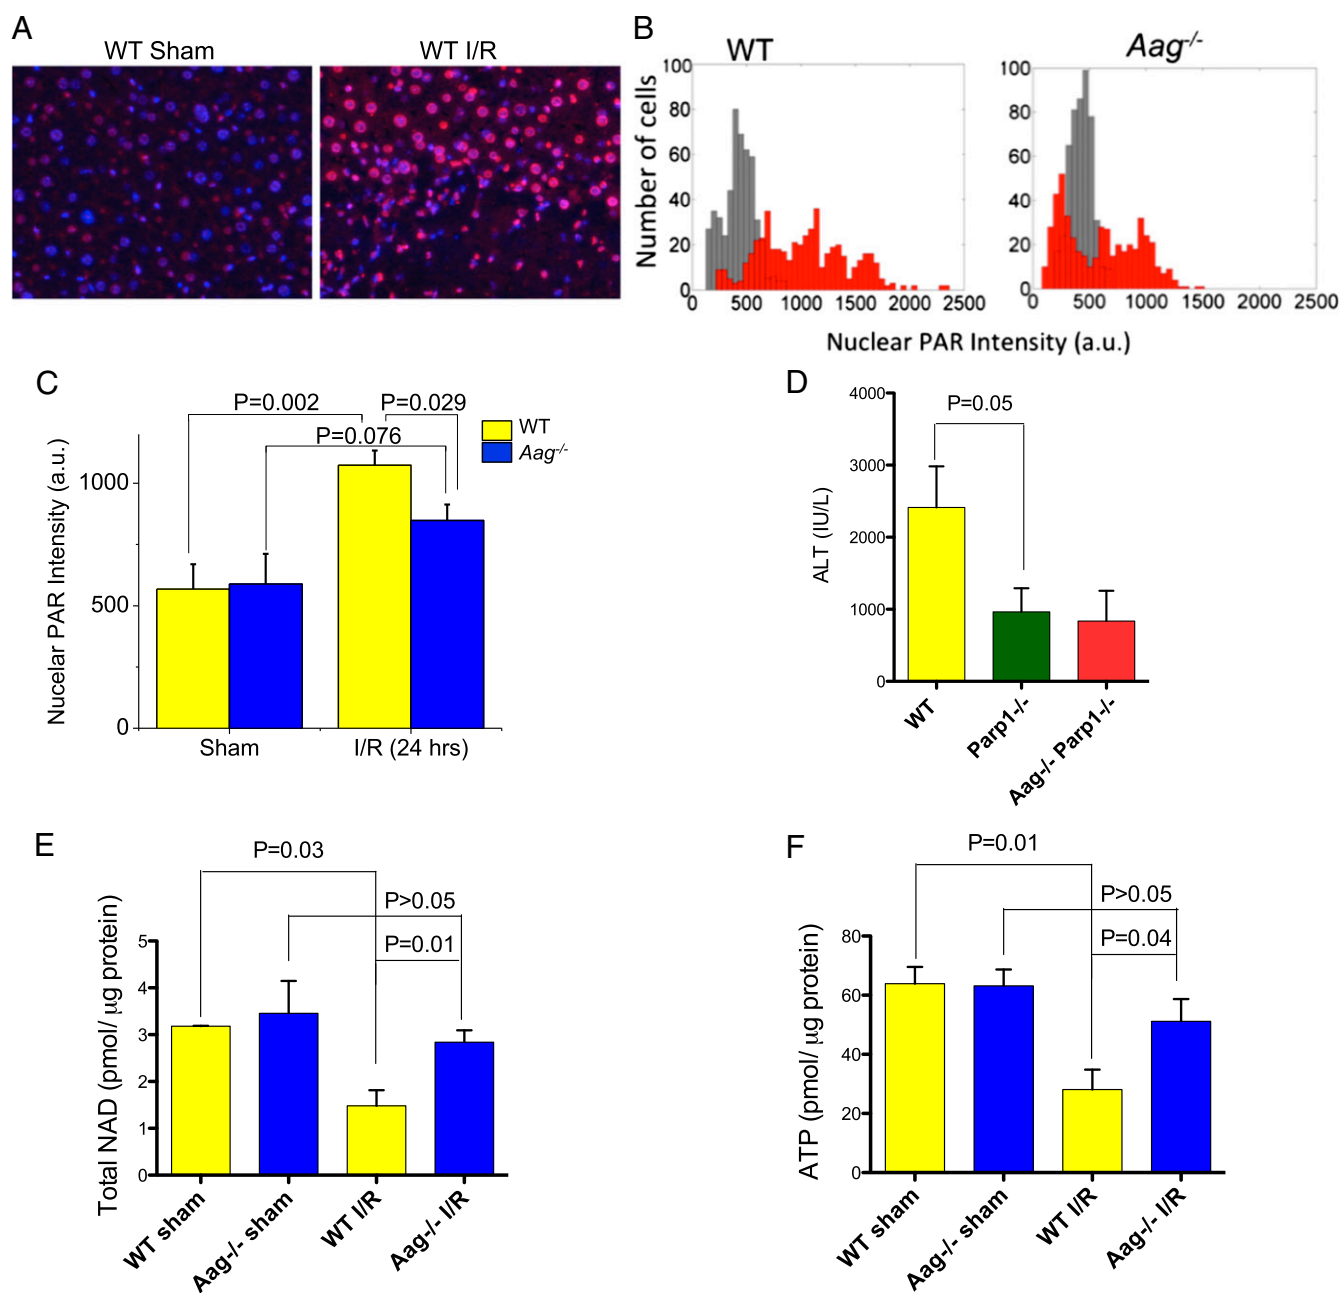 A
WT Sham
WT I/R
B
WT
Aag-/-
Number of cells
100
80
60
40
20
0
0
500
1000
1500
2000
2500
100
80
60
40
20
0
0
500
1000
1500
2000
2500
Nuclear PAR Intensity (a.u.)
C
P=0.002
P=0.029
P=0.076
WT
Aag-/-
Nucelar PAR Intensity (a.u.)
1000
500
0
Sham
I/R (24 hrs)
D
P=0.05
ALT (IU/L)
4000
3000
2000
1000
0
WT
Parp1-/-
Aag-/- Parp1-/-
E
P=0.03
P>0.05
P=0.01
Total NAD (pmol/ µg protein)
5
4
3
2
1
0
WT sham
Aag-/- sham
WT I/R
Aag-/- I/R
F
P=0.01
P>0.05
P=0.04
ATP (pmol/ µg protein)
80
60
40
20
0
WT sham
Aag-/- sham
WT I/R
Aag-/- I/R